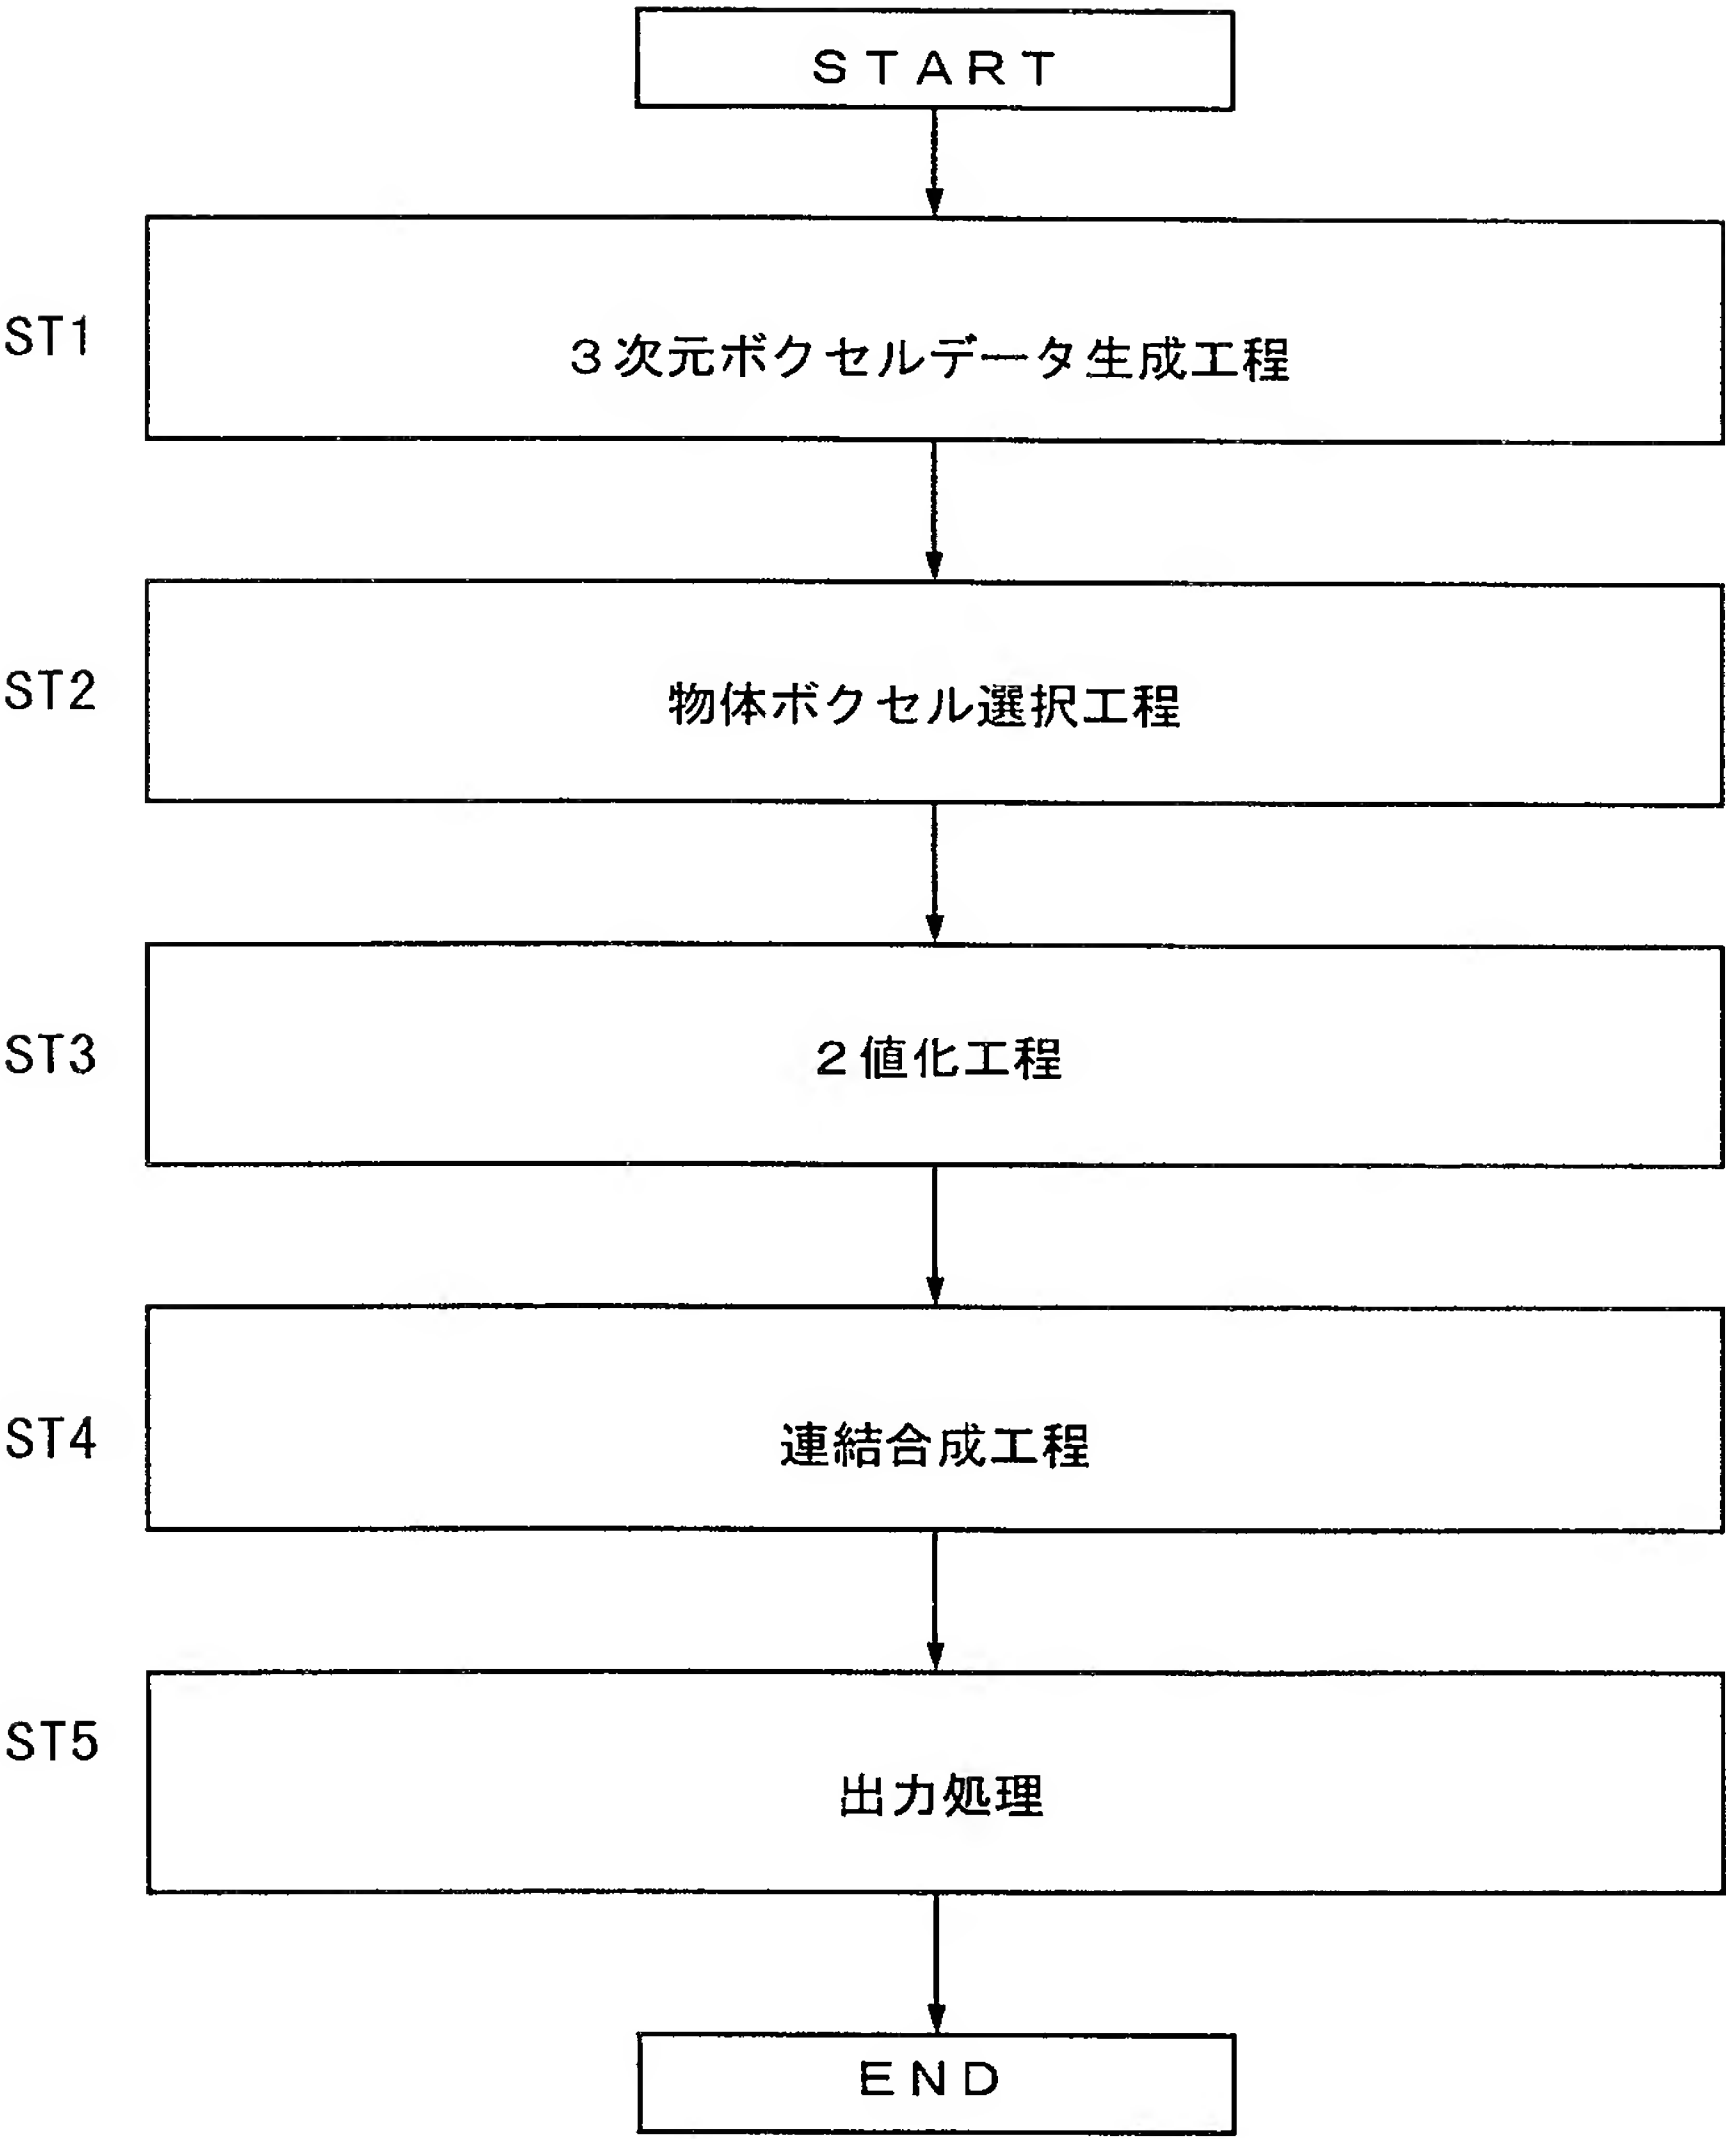 START
ST1
3次元ボクセルデータ生成工程
ST2
物体ボクセル選択工程
ST3
2値化工程
ST4
連結合成工程
ST5
出力処理
END